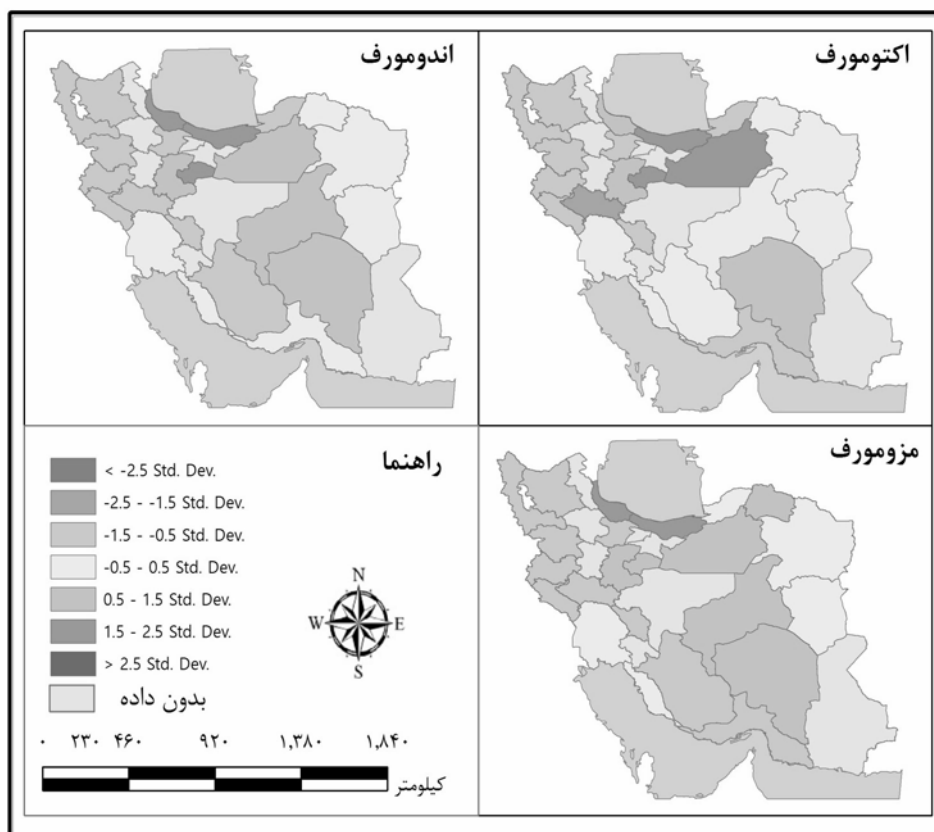 اکتومورف
اندومورف
راهنما
< -2.5 Std. Dev.
-2.5 - -1.5 Std. Dev.
-1.5 - -0.5 Std. Dev.
-0.5 - 0.5 Std. Dev.
0.5 - 1.5 Std. Dev.
1.5 - 2.5 Std. Dev.
> 2.5 Std. Dev.
بدون داده
N
W E
S
۰ ۲۳۰ ۴۶۰ ۹۲۰ ۱,۳۸۰ ۱,۸۴۰
کیلومتر
مزومورف